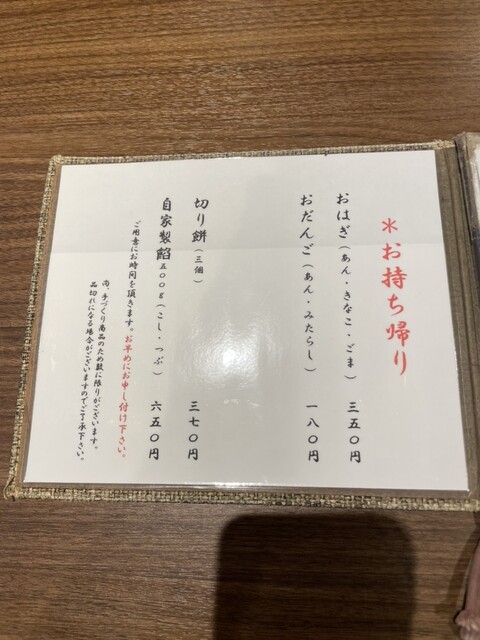 ＊お持ち帰り
おはぎ（あん・きなこ・ごま） 三五〇円
おだんご（あん・みたらし） 一八〇円
切り餅（三個） 三七〇円
自家製餡五〇〇g（こし・つぶ） 六五〇円
ご用意にお時間を頂きます。お早めにお申し付け下さい。
尚、手づくり商品のため数に限りがございます。
品切れになる場合がございますのでご了承下さい。